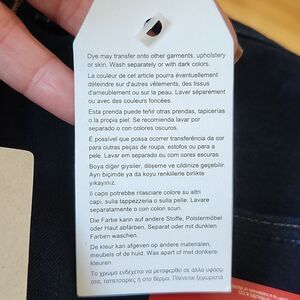 Dye may transfer onto other garments, upholstery
or skin. Wash separately or with dark colors.
La couleur de cet article pourra éventuellement
déteindre sur d'autres vêtements, des tissus
d'ameublement ou sur la peau. Laver séparément
ou avec des couleurs foncées.
Esta prenda puede teñir otras prendas, tapicerías
o la propia piel. Se recomienda lavar por
separado o con colores oscuros.
É possível que possa ocorrer transferência da cor
para outras peças de roupa, estofos ou para a
pele. Lavar em separado ou com cores escuras.
Boya diğer giysiler, döşeme ve cildinize geçebilir.
Ayrı biçimde ya da koyu renklilerle birlikte
yıkayınız.
Il capo potrebbe rilasciare colore su altri
capi, sulla tappezzeria o sulla pelle. Lavare
separatamente o con colori scuri.
Die Farbe kann auf andere Stoffe, Polstermöbel
oder Haut abfärben. Separat oder mit dunklen
Farben waschen.
De kleur kan afgeven op andere materialen,
meubels of de huid. Was apart of met donkere
kleuren.
Το χρώμα ενδέχεται να μεταφερθεί σε άλλα υφάσμ
ατα, ταπετσαρίες ή στο δέρμα. Πλένεται ξεχωριστά